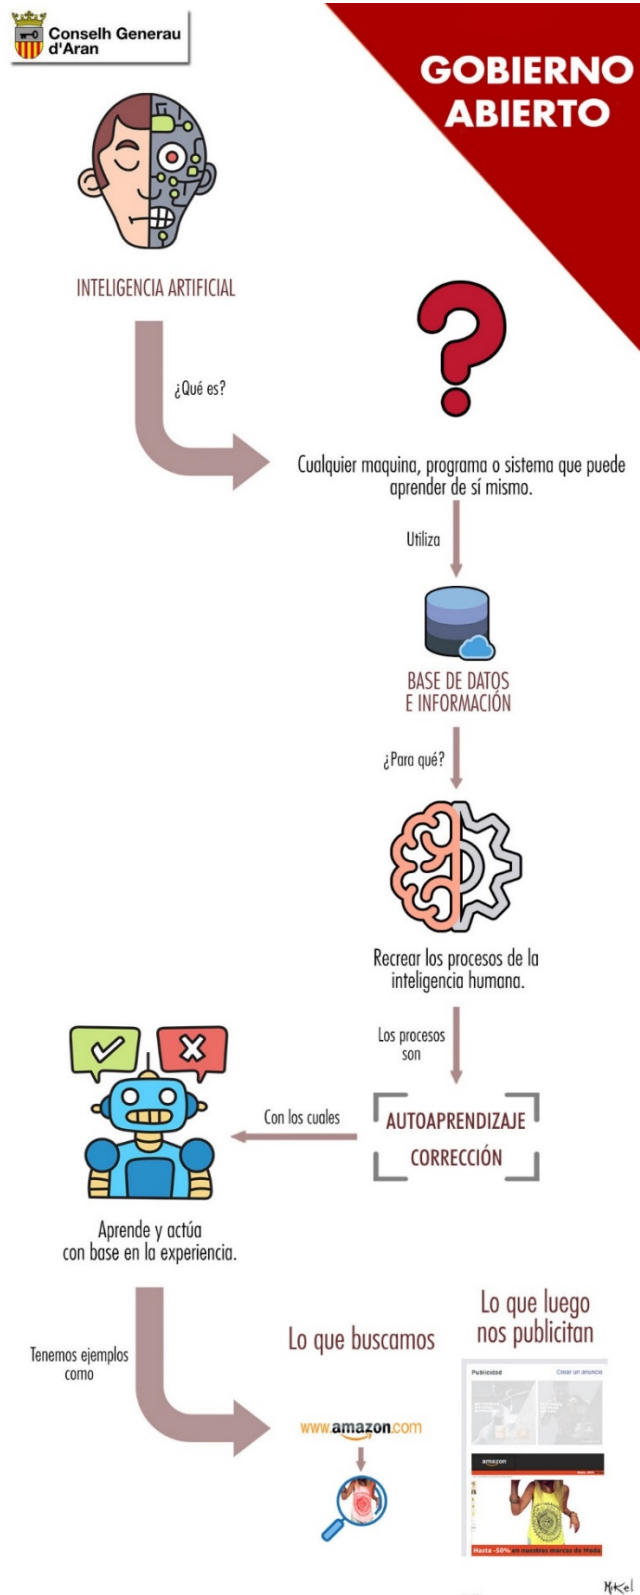 Conselh Generau
d'Aran
GOBIERNO
ABIERTO
INTELIGENCIA ARTIFICIAL
¿Qué es?
Cualquier maquina, programa o sistema que puede
aprender de sí mismo.
Utiliza
BASE DE DATOS
E INFORMACIÓN
¿Para qué?
Recrear los procesos de la
inteligencia humana.
Los procesos
son
AUTOAPRENDIZAJE
CORRECCIÓN
Con los cuales
Aprende y actúa
con base en la experiencia.
Tenemos ejemplos
como
Lo que buscamos
www.amazon.com
Lo que luego
nos publicitan
Publicidad
Crear un anuncio
amazon
Hasta -50% en nuestras marcas de Moda